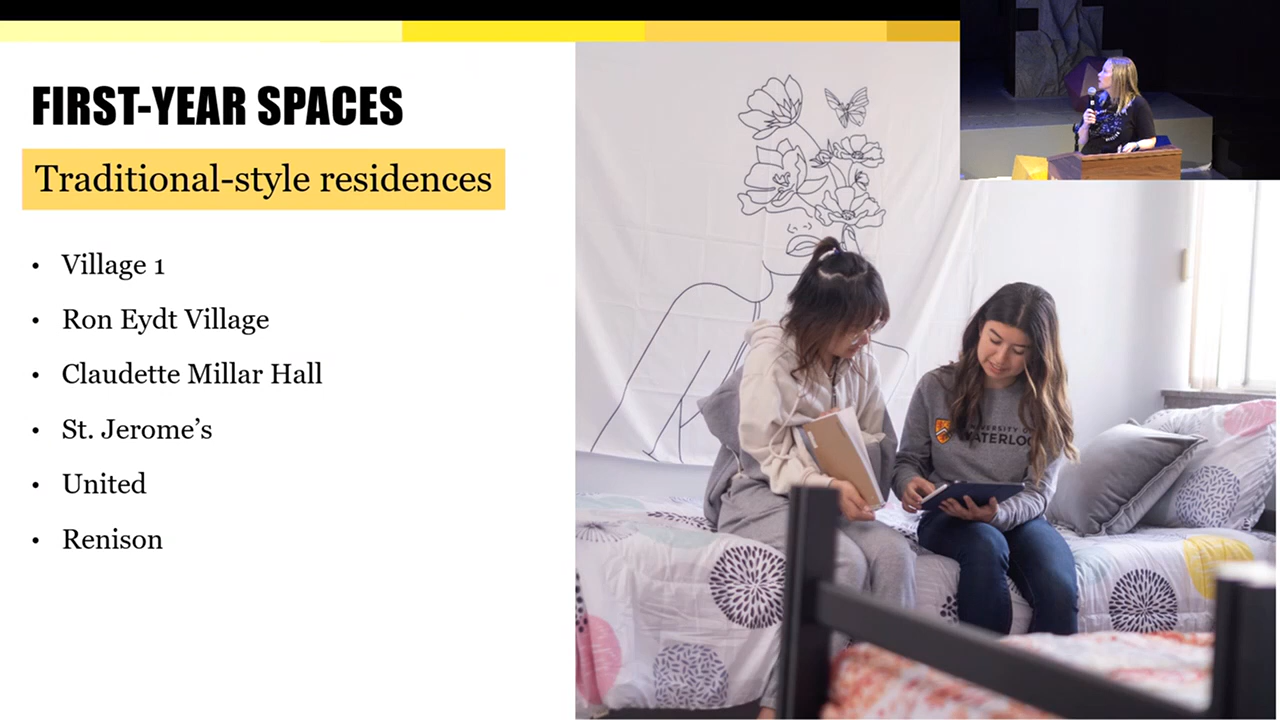 FIRST-YEAR SPACES
Traditional-style residences
• Village 1
• Ron Eydt Village
• Claudette Millar Hall
• St. Jerome’s
• United
• Renison
UNIVERSITY OF
WATERLOO